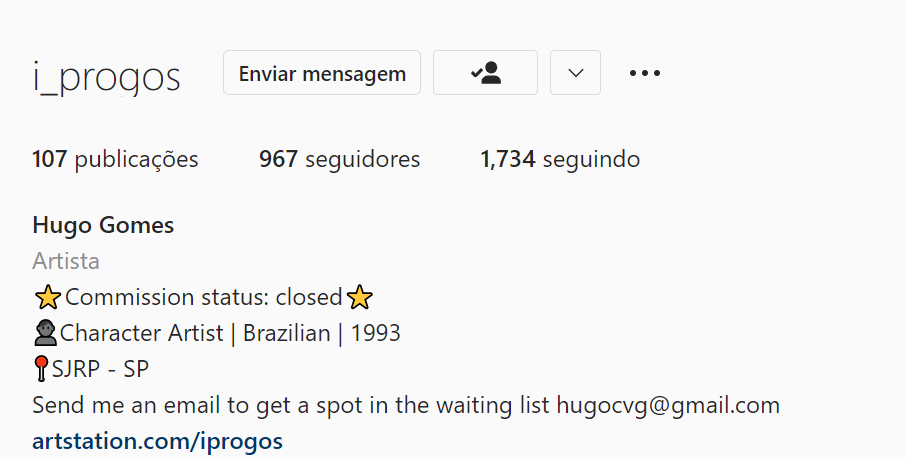 i_progos Enviar mensagem
107 publicações 967 seguidores 1,734 seguindo
Hugo Gomes
Artista
⭐Commission status: closed⭐
👤Character Artist | Brazilian | 1993
📍SJRP - SP
Send me an email to get a spot in the waiting list hugocvg@gmail.com
artstation.com/iprogos